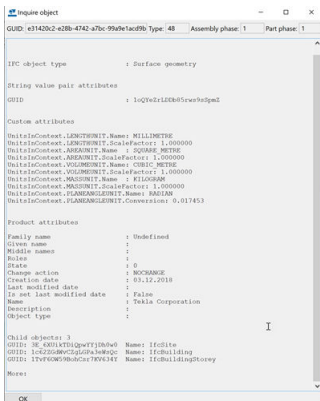 Inquire object
GUID: e31420c2-e28b-4742-a7bc-99a9e1acd9b Type: 48 Assembly phase: 1 Part phase: 1
IFC object type : Surface geometry
String value pair attributes
GUID
Custom attributes
UnitsInContext.LENGTHUNIT.Name: MILLIMETRE
UnitsInContext.LENGTHUNIT.ScaleFactor: 1.000000
UnitsInContext.AREAUNIT.Name : SQUARE_METRE
UnitsInContext.AREAUNIT.ScaleFactor: 1.000000
UnitsInContext.VOLUMEUNIT.Name: CUBIC_METRE
UnitsInContext.VOLUMEUNIT.ScaleFactor: 1.000000
UnitsInContext.MASSUNIT.Name : KILOGRAM
UnitsInContext.MASSUNIT.ScaleFactor: 1.000000
UnitsInContext.PLANEANGLEUNIT.Name: RADIAN
UnitsInContext.PLANEANGLEUNIT.Conversion: 0.017453
Product attributes
Family name : Undefined
Given name :
Middle names :
Roles :
State : 0
Change action : NOCHANGE
Creation date : 03.12.2018
Last modified date :
Is set last modified date : False
Name : Tekla Corporation
Description :
Object type :
Child objects: 3
GUID: Name: IfcSite
GUID: Name: IfcBuilding
GUID: Name: IfcBuildingStorey
More:
OK